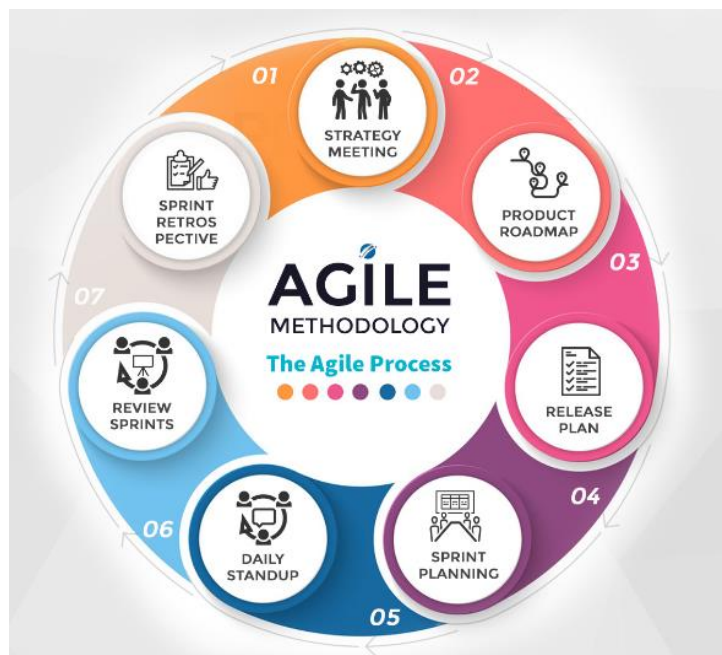 01
STRATEGY
MEETING
02
PRODUCT
ROADMAP
03
RELEASE
PLAN
04
SPRINT
PLANNING
05
DAILY
STANDUP
06
REVIEW
SPRINTS
07
SPRINT
RETROS
PECTIVE
AGILE
METHODOLOGY
The Agile Process